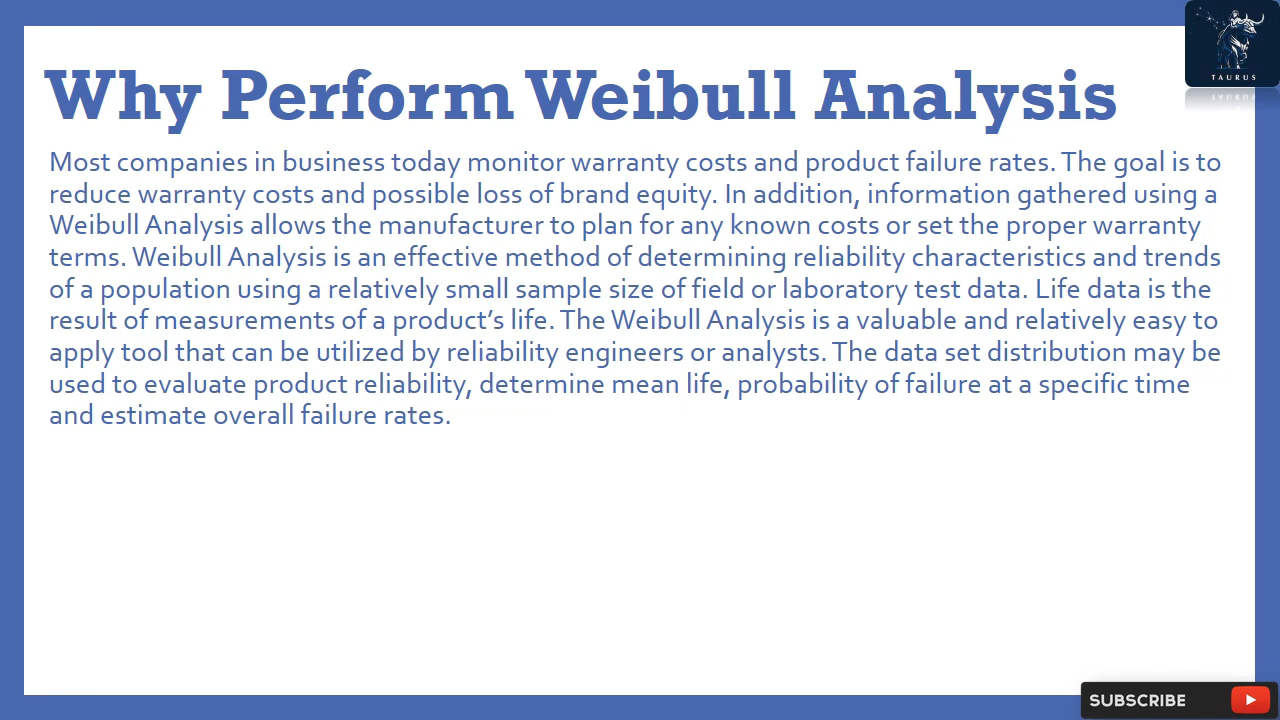 TAURUS
Why Perform Weibull Analysis
Most companies in business today monitor warranty costs and product failure rates. The goal is to
reduce warranty costs and possible loss of brand equity. In addition, information gathered using a
Weibull Analysis allows the manufacturer to plan for any known costs or set the proper warranty
terms. Weibull Analysis is an effective method of determining reliability characteristics and trends
of a population using a relatively small sample size of field or laboratory test data. Life data is the
result of measurements of a product’s life. The Weibull Analysis is a valuable and relatively easy to
apply tool that can be utilized by reliability engineers or analysts. The data set distribution may be
used to evaluate product reliability, determine mean life, probability of failure at a specific time
and estimate overall failure rates.
SUBSCRIBE